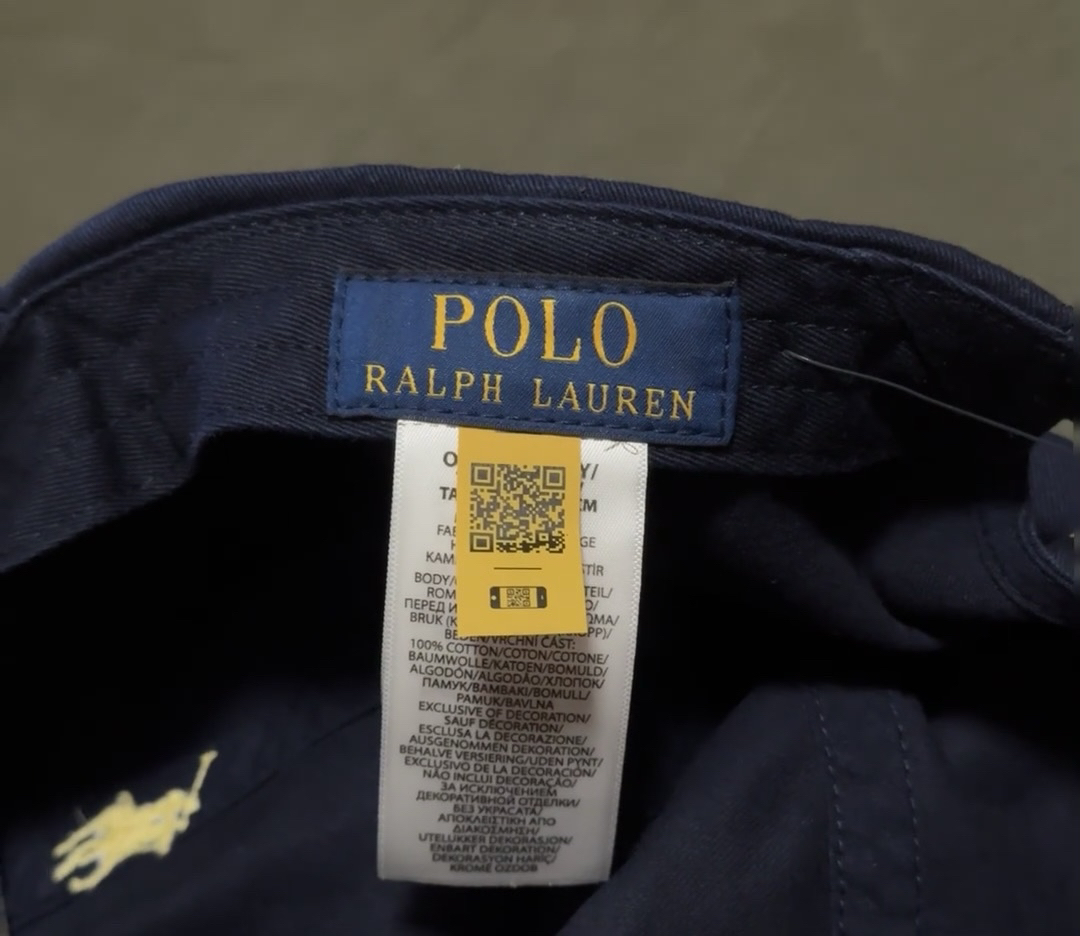 POLO
RALPH LAUREN
BODY/
TEIL/
ROM
ПЕРЕД И
BRUK (K
BEDEN/VRCHNÍ ČÁST:
100% COTTON/COTON/COTONE/
BAUMWOLLE/KATOEN/BOMULD/
ALGODÓN/ALGODÃO/ХЛОПОК/
ПАМУК/ΒΑΜΒΑΚΙ/BOMULL/
PAMUK/BAVLNA
EXCLUSIVE OF DECORATION/
SAUF DÉCORATION/
ESCLUSA LA DECORAZIONE/
AUSGENOMMEN DEKORATION/
BEHALVE VERSIERING/UDEN PYNT/
EXCLUSIVO DE LA DECORACIÓN/
NÃO INCLUI DECORAÇÃO/
ЗА ИСКЛЮЧЕНИЕМ
ДЕКОРАТИВНОЙ ОТДЕЛКИ/
БЕЗ УКРАСАТА/
ΑΠΟΚΛΕΙΣΤΙΚΗ ΑΠΟ
ΔΙΑΚΟΣΜΗΣΗ/
UTELUKKER DEKORASJON/
ENBART DEKORATION/
DEKORASYON HARİÇ/
KROMĚ OZDOB